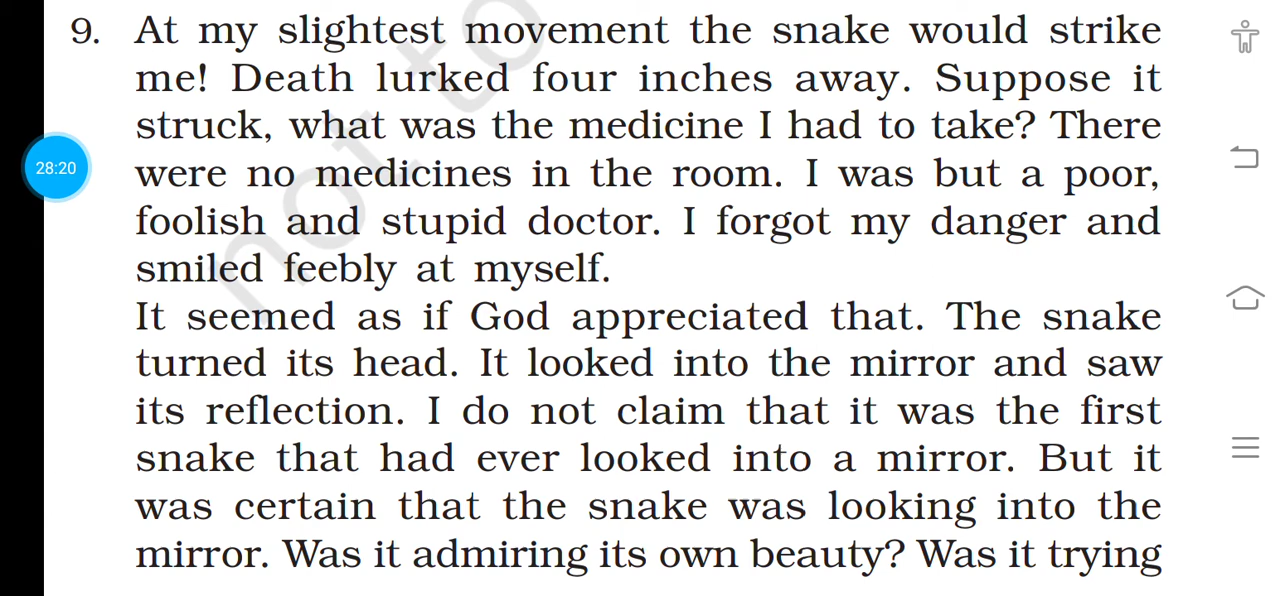 9. At my slightest movement the snake would strike
me! Death lurked four inches away. Suppose it
struck, what was the medicine I had to take? There
were no medicines in the room. I was but a poor,
foolish and stupid doctor. I forgot my danger and
smiled feebly at myself.
It seemed as if God appreciated that. The snake
turned its head. It looked into the mirror and saw
its reflection. I do not claim that it was the first
snake that had ever looked into a mirror. But it
was certain that the snake was looking into the
mirror. Was it admiring its own beauty? Was it trying
28:20
not to